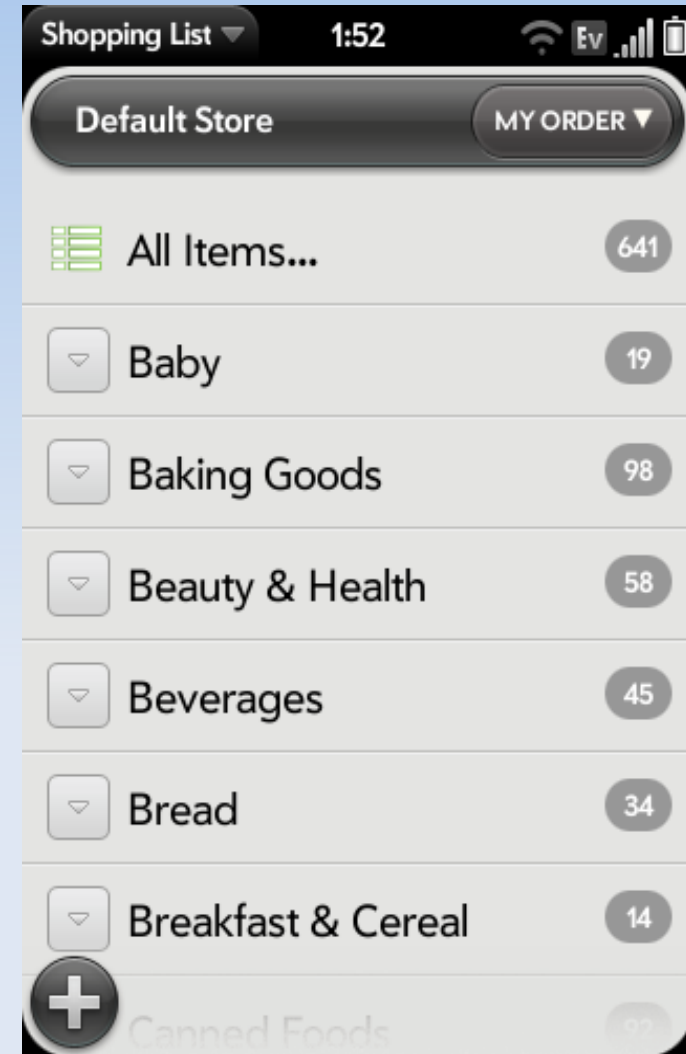 Shopping List 1:52 Ev
Default Store MY ORDER
All Items... 641
Baby 19
Baking Goods 98
Beauty & Health 58
Beverages 45
Bread 34
Breakfast & Cereal 14
Canned Foods 92